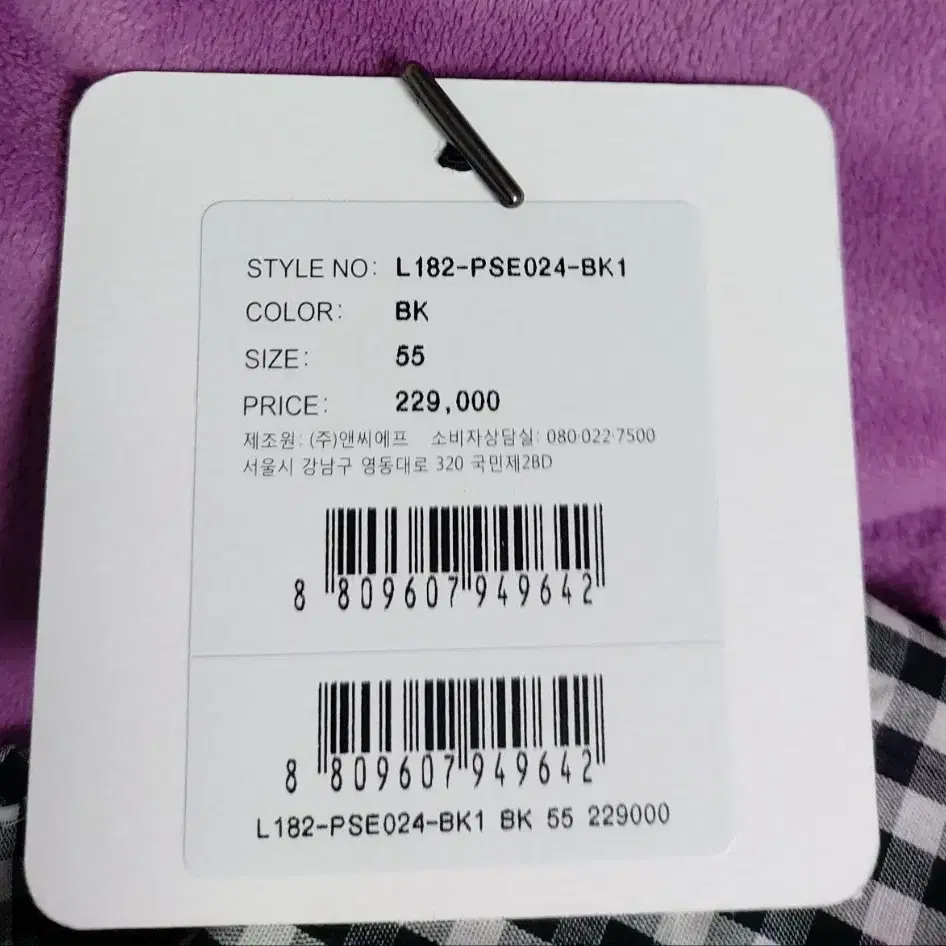 STYLE NO: L182-PSE024-BK1
COLOR: BK
SIZE: 55
PRICE: 229,000
제조원: (주)앤씨에프 소비자상담실: 080·022·7500
서울시 강남구 영동대로 320 국민제2BD
8 809607 949642
8 809607 949642
L182-PSE024-BK1 BK 55 229000